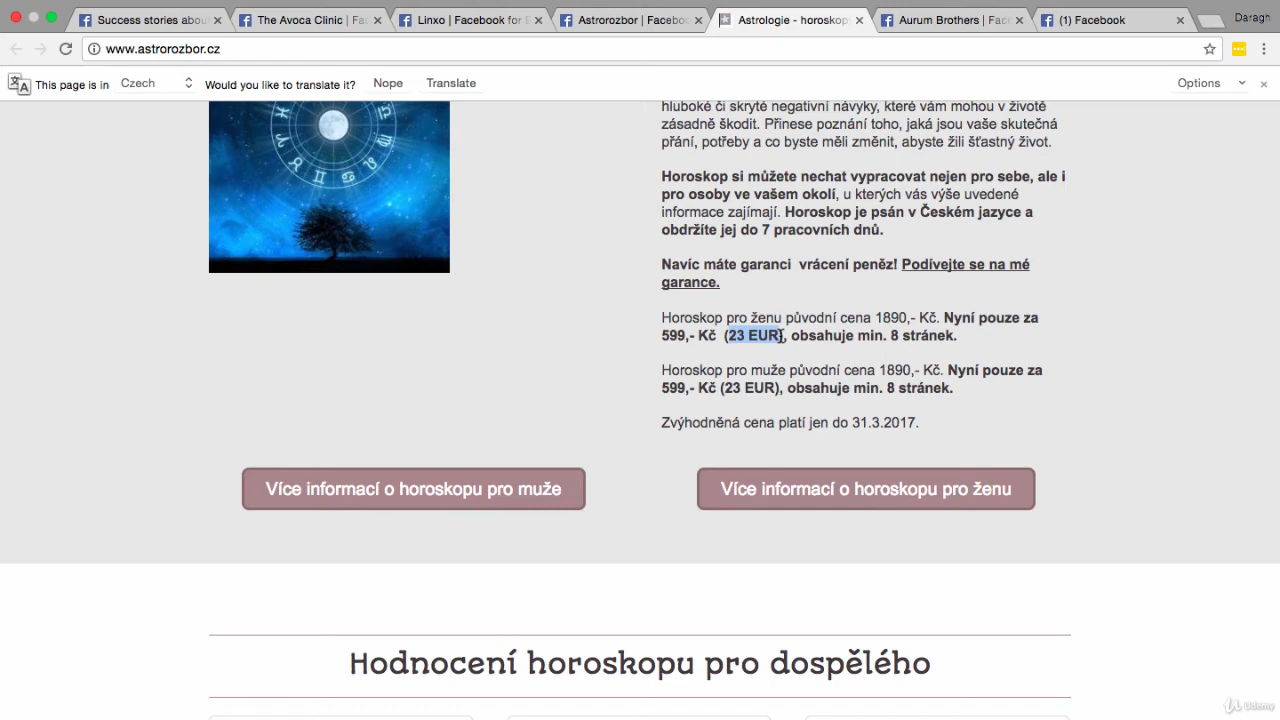 Success stories abou
The Avoca Clinic | Fac
Linxo | Facebook for B
Astrorozbor | Facebook
Astrologie - horoskop
Aurum Brothers | Face
(1) Facebook
Daragh
www.astrorozbor.cz
This page is in Czech Would you like to translate it? Nope Translate Options
hluboké či skryté negativní návyky, které vám mohou v životě
zásadně škodit. Přinese poznání toho, jaká jsou vaše skutečná
přání, potřeby a co byste měli změnit, abyste žili šťastný život.
Horoskop si můžete nechat vypracovat nejen pro sebe, ale i
pro osoby ve vašem okolí, u kterých vás výše uvedené
informace zajímají. Horoskop je psán v Českém jazyce a
obdržíte jej do 7 pracovních dnů.
Navíc máte garanci vrácení peněz! Podívejte se na mé
garance.
Horoskop pro ženu původní cena 1890,- Kč. Nyní pouze za
599,- Kč (23 EUR), obsahuje min. 8 stránek.
Horoskop pro muže původní cena 1890,- Kč. Nyní pouze za
599,- Kč (23 EUR), obsahuje min. 8 stránek.
Zvýhodněná cena platí jen do 31.3.2017.
Více informací o horoskopu pro muže
Více informací o horoskopu pro ženu
Hodnocení horoskopu pro dospělého
Udemy